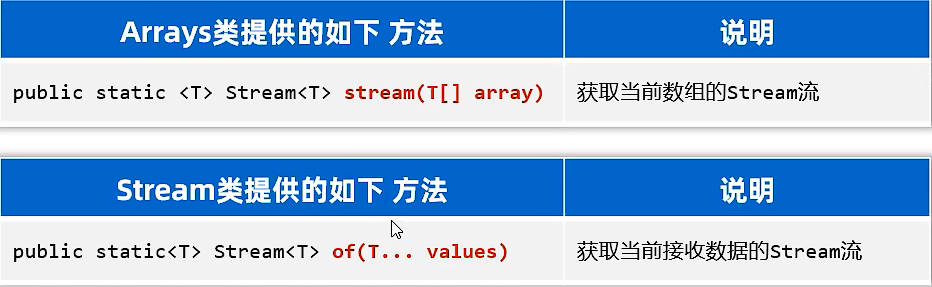 Arrays类提供的如下 方法 说明
public static <T> Stream<T> stream(T[] array) 获取当前数组的Stream流
Stream类提供的如下 方法 说明
public static<T> Stream<T> of(T... values) 获取当前接收数据的Stream流